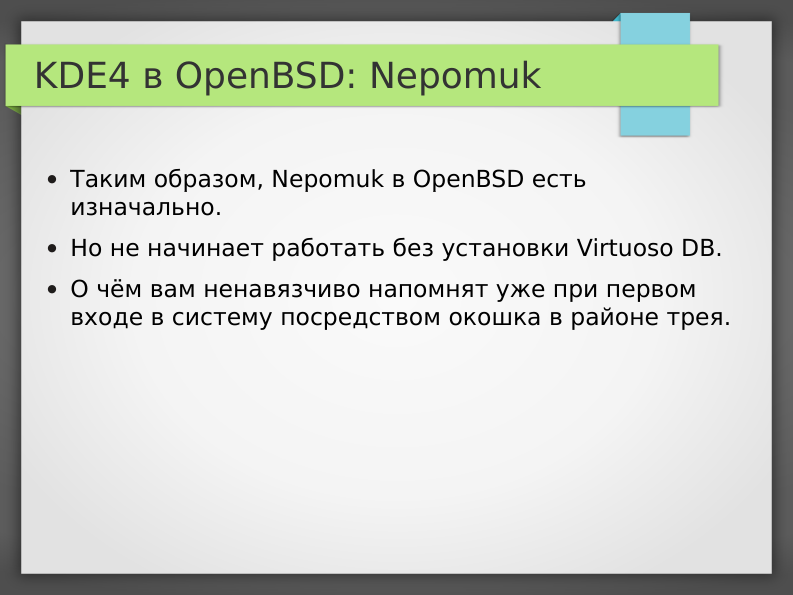 KDE4 в OpenBSD: Nepomuk
• Таким образом, Nepomuk в OpenBSD есть
изначально.
• Но не начинает работать без установки Virtuoso DB.
• О чём вам ненавязчиво напомнят уже при первом
входе в систему посредством окошка в районе трея.